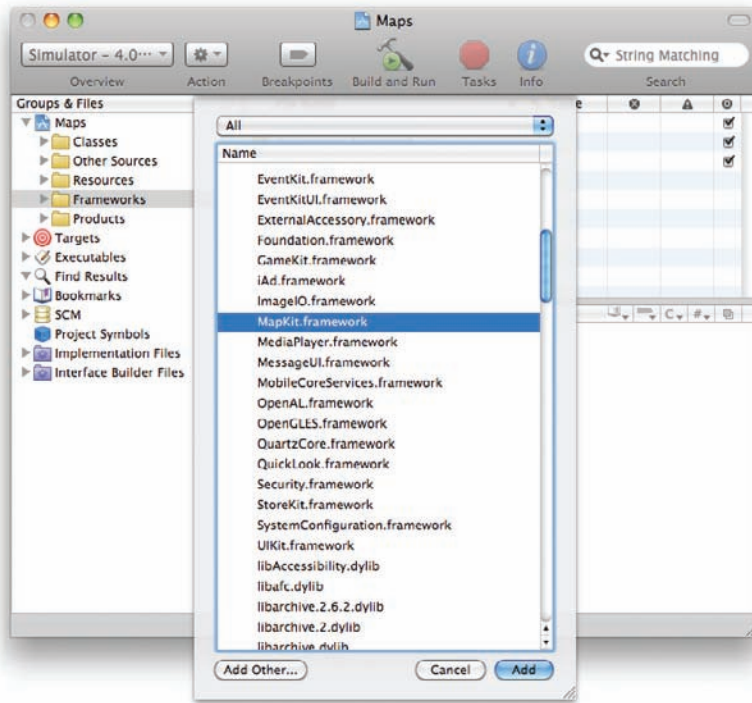 Maps
Simulator – 4.0···
String Matching
Overview
Action
Breakpoints
Build and Run
Tasks
Info
Search
Groups & Files
Maps
Classes
Other Sources
Resources
Frameworks
Products
Targets
Executables
Find Results
Bookmarks
SCM
Project Symbols
Implementation Files
Interface Builder Files
All
Name
EventKit.framework
EventKitUI.framework
ExternalAccessory.framework
Foundation.framework
GameKit.framework
iAd.framework
ImageIO.framework
MapKit.framework
MediaPlayer.framework
MessageUI.framework
MobileCoreServices.framework
OpenAL.framework
OpenGLES.framework
QuartzCore.framework
QuickLook.framework
Security.framework
StoreKit.framework
SystemConfiguration.framework
UIKit.framework
libAccessibility.dylib
libafc.dylib
libarchive.2.6.2.dylib
libarchive.2.dylib
libarchive.dylib
Add Other...
Cancel
Add
e
C
#